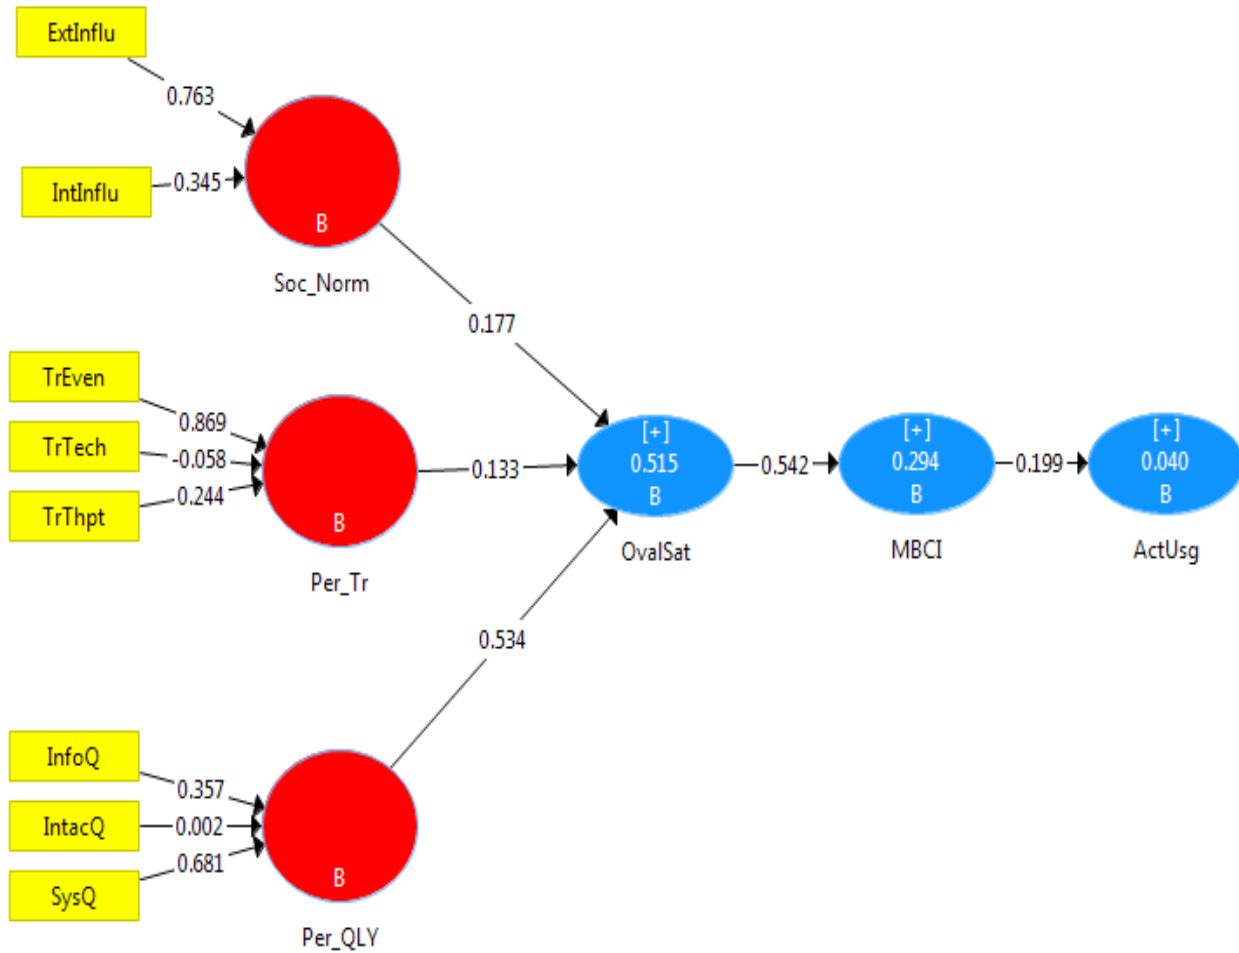 ExtInflu
0.763
IntInflu
0.345
B
Soc_Norm
0.177
TrEven
0.869
TrTech
-0.058
TrThpt
0.244
B
Per_Tr
0.133
[+]
0.515
B
OvalSat
0.542
[+]
0.294
B
MBCI
0.199
[+]
0.040
B
ActUsg
0.534
InfoQ
0.357
IntacQ
0.002
SysQ
0.681
B
Per_QLY